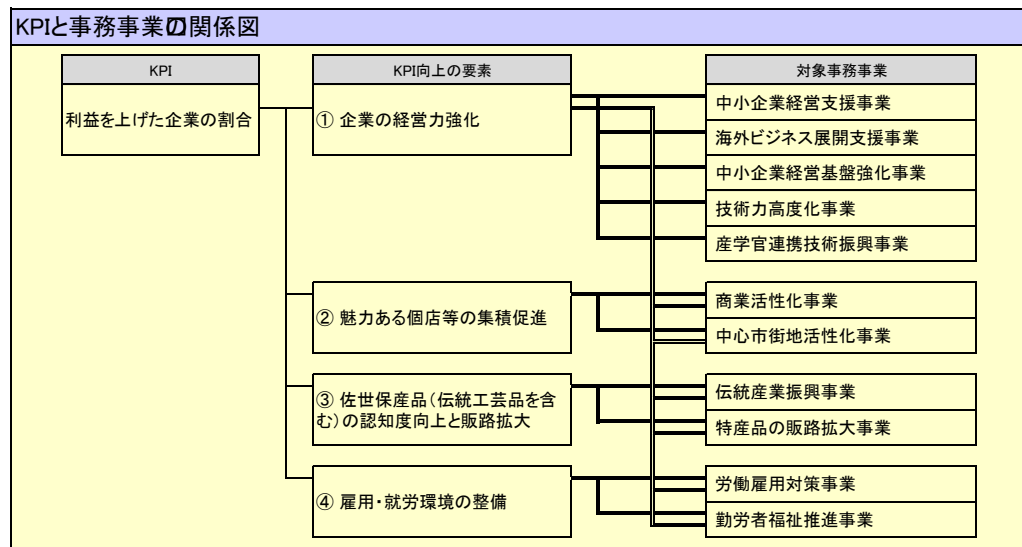 KPIと事務事業の関係図
KPI
KPI向上の要素
対象事務事業
利益を上げた企業の割合
① 企業の経営力強化
中小企業経営支援事業
海外ビジネス展開支援事業
中小企業経営基盤強化事業
技術力高度化事業
産学官連携技術振興事業
② 魅力ある個店等の集積促進
商業活性化事業
中心市街地活性化事業
③ 佐世保産品（伝統工芸品を含
む）の認知度向上と販路拡大
伝統産業振興事業
特産品の販路拡大事業
④ 雇用・就労環境の整備
労働雇用対策事業
勤労者福祉推進事業